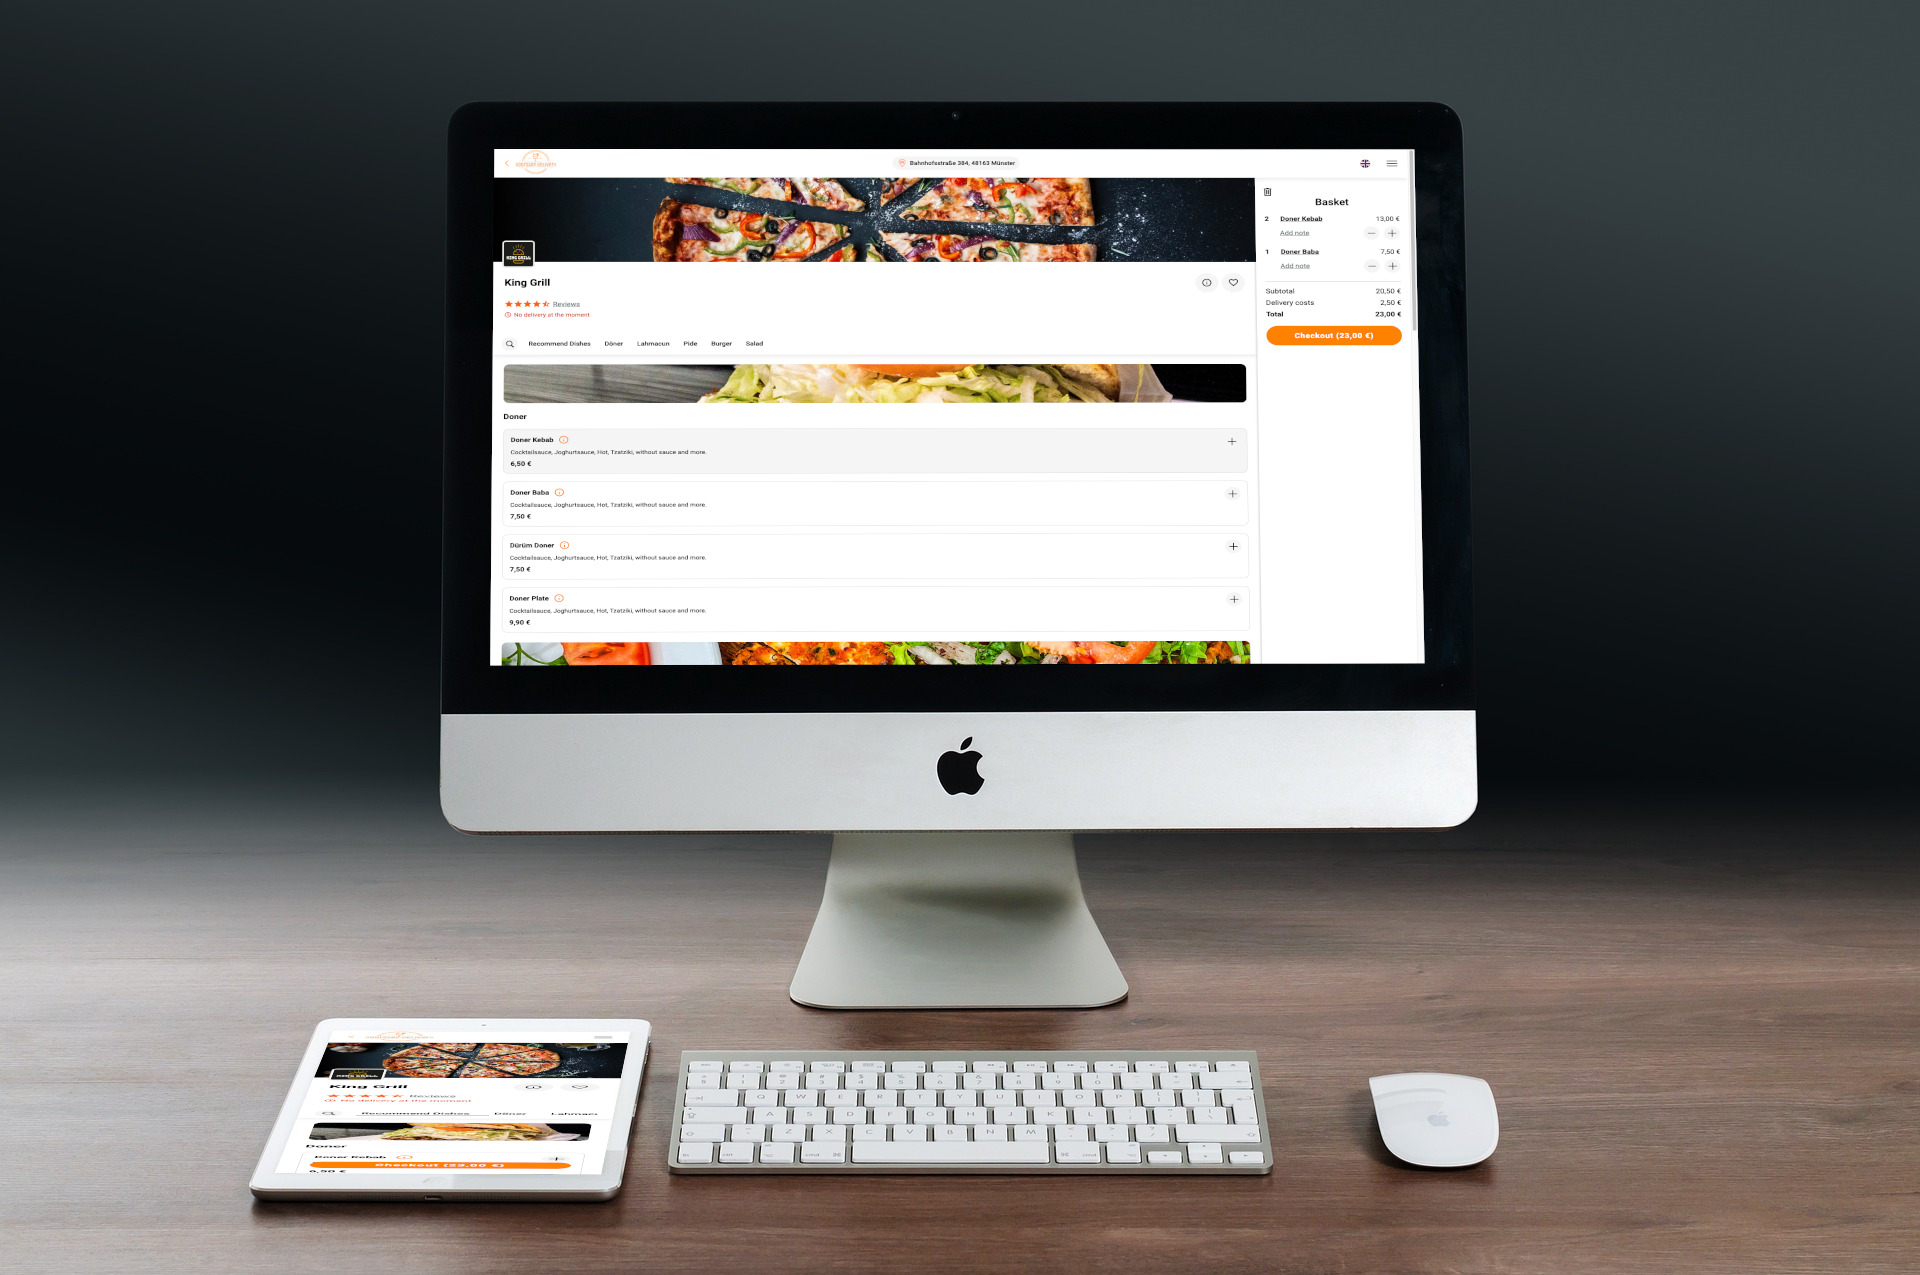 Bahnhofsstraße 384, 48163 Münster
KING GRILL
King Grill
Reviews
No delivery at the moment
Recommend Dishes Döner Lahmacun Pide Burger Salad
Doner
Doner Kebab
Cocktailsauce, Joghurtsauce, Hot, Tzatziki, without sauce and more.
6,50 €
Doner Baba
Cocktailsauce, Joghurtsauce, Hot, Tzatziki, without sauce and more.
7,50 €
Dürüm Doner
Cocktailsauce, Joghurtsauce, Hot, Tzatziki, without sauce and more.
7,50 €
Doner Plate
Cocktailsauce, Joghurtsauce, Hot, Tzatziki, without sauce and more.
9,90 €
Basket
2 Doner Kebab 13,00 €
Add note
1 Doner Baba 7,50 €
Add note
Subtotal 20,50 €
Delivery costs 2,50 €
Total 23,00 €
Checkout (23,00 €)
King Grill
Reviews
No delivery at the moment
Recommend Dishes Döner Lahmacu
Doner
Doner Kebab
Checkout (23,00 €)
6,50 €
Q W E R T Y U I O P
A S D F G H J K L
Z X C V B N M